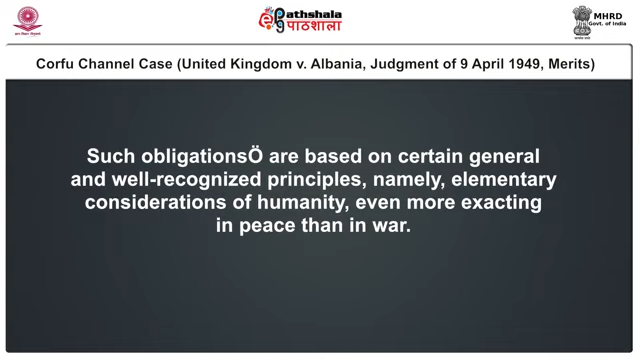 ePathshala
पाठशाला
MHRD
Govt. of India
Corfu Channel Case (United Kingdom v. Albania, Judgment of 9 April 1949, Merits)
Such obligationsÖ are based on certain general
and well-recognized principles, namely, elementary
considerations of humanity, even more exacting
in peace than in war.